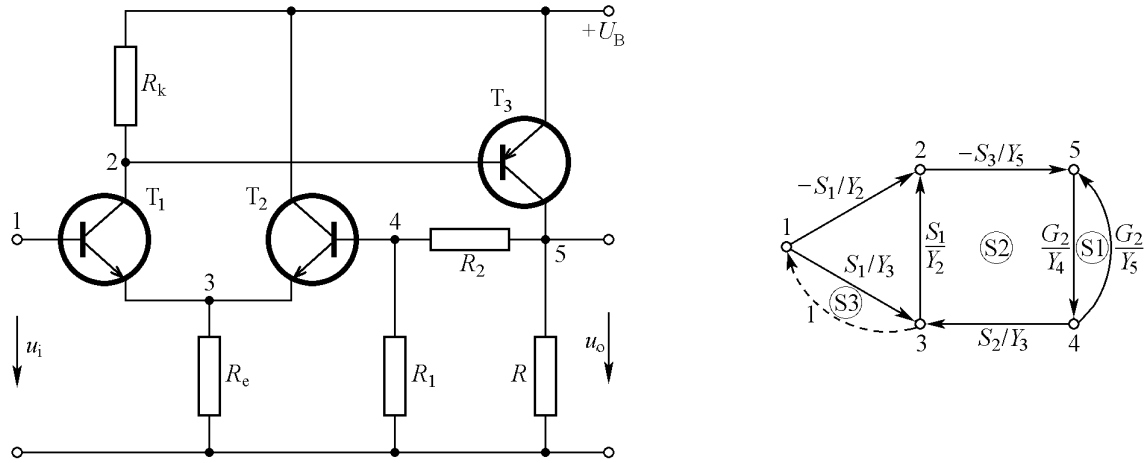 +U_B
R_k
T_3
2
T_1
T_2
1
4
R_2
5
3
u_i
R_e
R_1
R
u_o
2
−S_3/Y_5
5
−S_1/Y_2
1
S_1/Y_2
S2
G_2/Y_4
S1
G_2/Y_5
S_1/Y_3
S3
1
3
S_2/Y_3
4